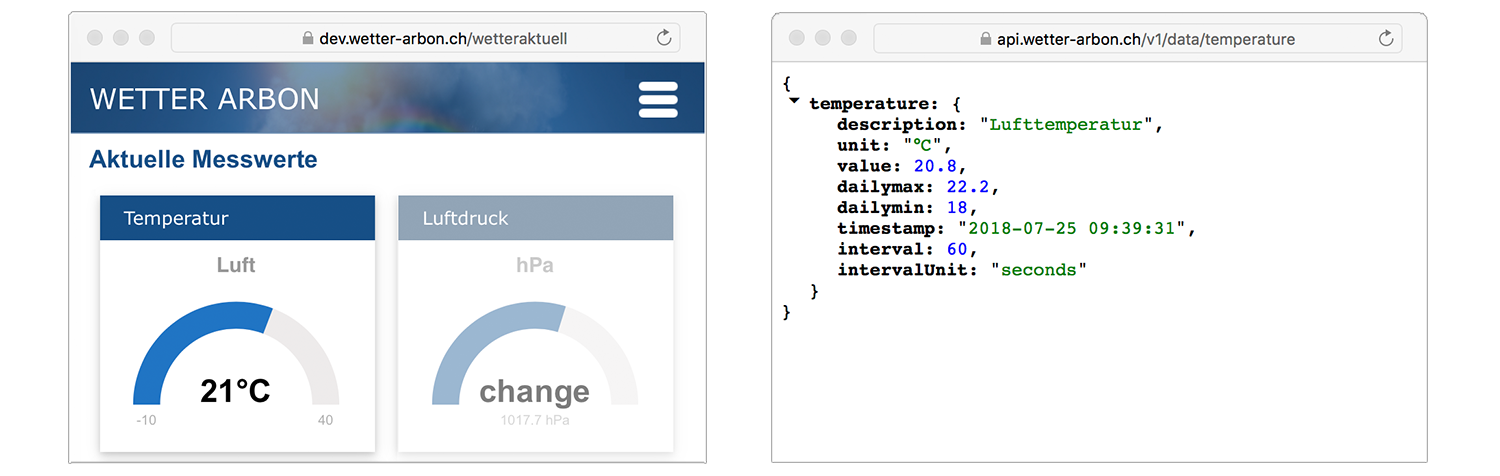 dev.wetter-arbon.ch/wetteraktuell
WETTER ARBON
Aktuelle Messwerte
Temperatur
Luft
21°C
-10
40
Luftdruck
hPa
change
1017.7 hPa
api.wetter-arbon.ch/v1/data/temperature
{
temperature: {
description: "Lufttemperatur",
unit: "℃",
value: 20.8,
dailymax: 22.2,
dailymin: 18,
timestamp: "2018-07-25 09:39:31",
interval: 60,
intervalUnit: "seconds"
}
}